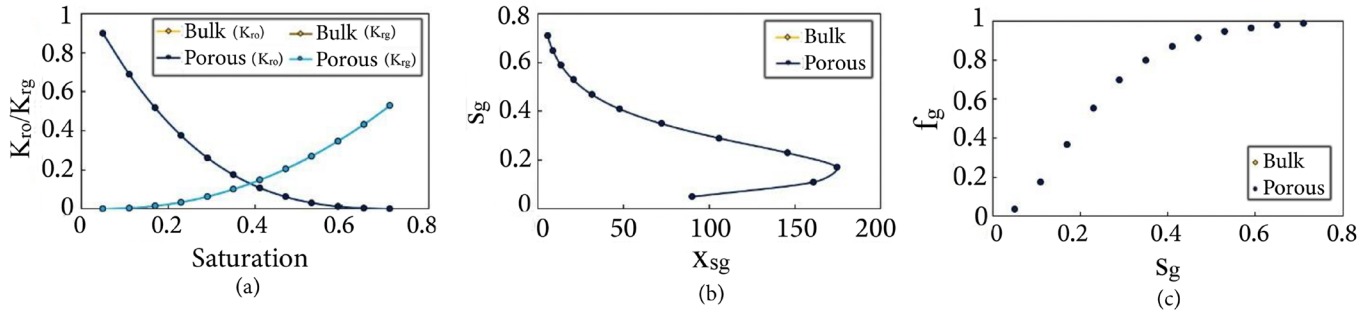 1
0.8
0.6
0.4
0.2
0
Kro/Krg
Bulk (Kro)
Bulk (Krg)
Porous (Kro)
Porous (Krg)
0
0.2
0.4
0.6
0.8
Saturation
(a)
0.8
0.6
0.4
0.2
0
Sg
Bulk
Porous
0
50
100
150
200
Xsg
(b)
1
0.8
0.6
0.4
0.2
0
fg
Bulk
Porous
0.2
0.4
0.6
0.8
Sg
(c)